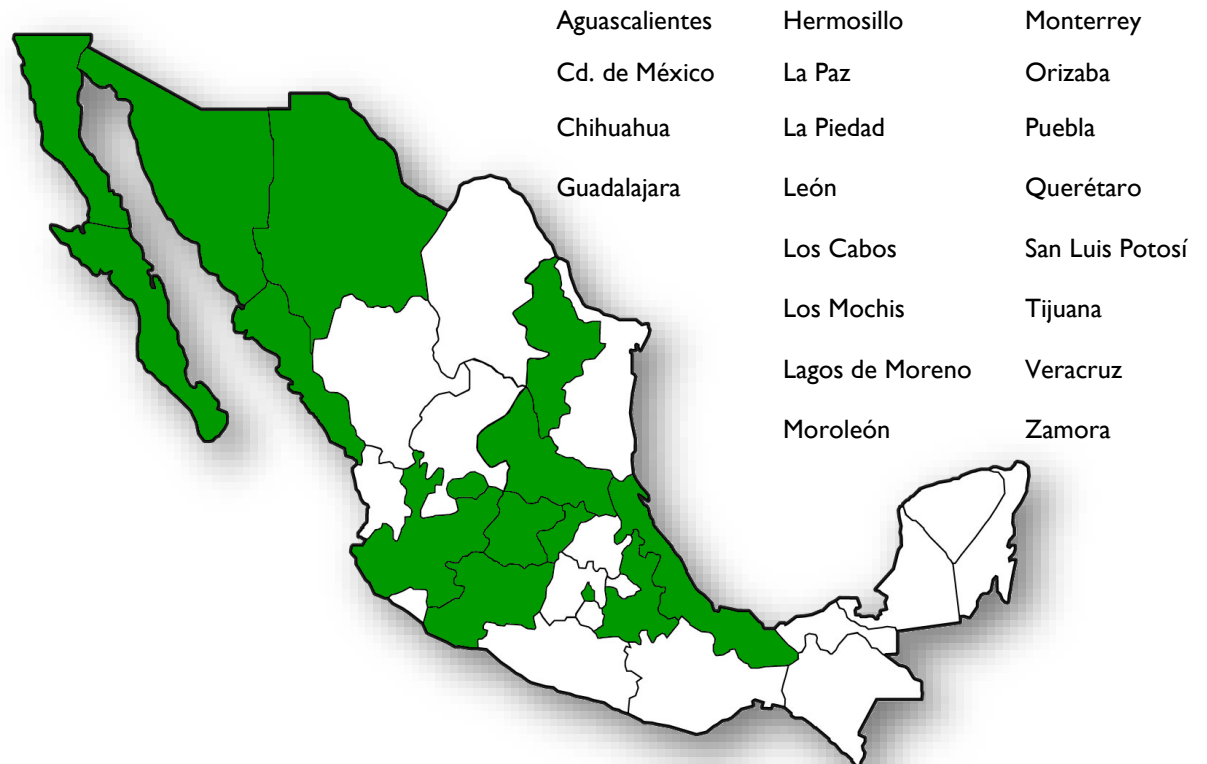 Aguascalientes
Cd. de México
Chihuahua
Guadalajara
Hermosillo
La Paz
La Piedad
León
Los Cabos
Los Mochis
Lagos de Moreno
Moroleón
Monterrey
Orizaba
Puebla
Querétaro
San Luis Potosí
Tijuana
Veracruz
Zamora